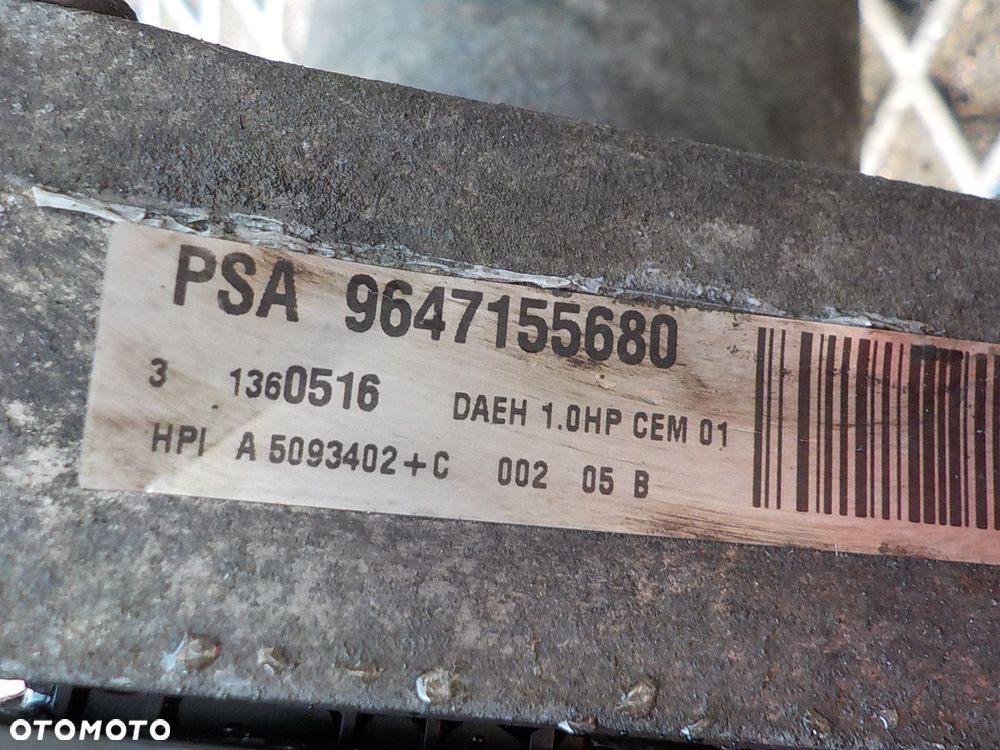 PSA 9647155680
3 1360516 DAEH 1.0HP CEM 01
HPI A 5093402+C 002 05 B
OTOMOTO